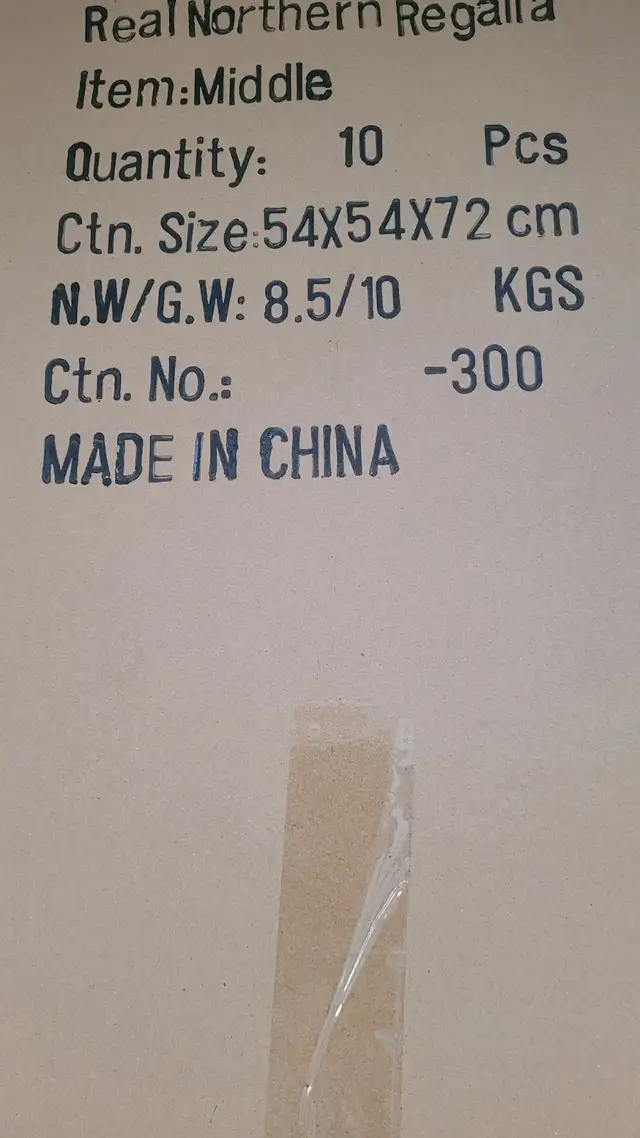 Real Northern Regalia
Item:Middle
Quantity: 10 Pcs
Ctn. Size:54X54X72 cm
N.W/G.W: 8.5/10 KGS
Ctn. No.: -300
MADE IN CHINA